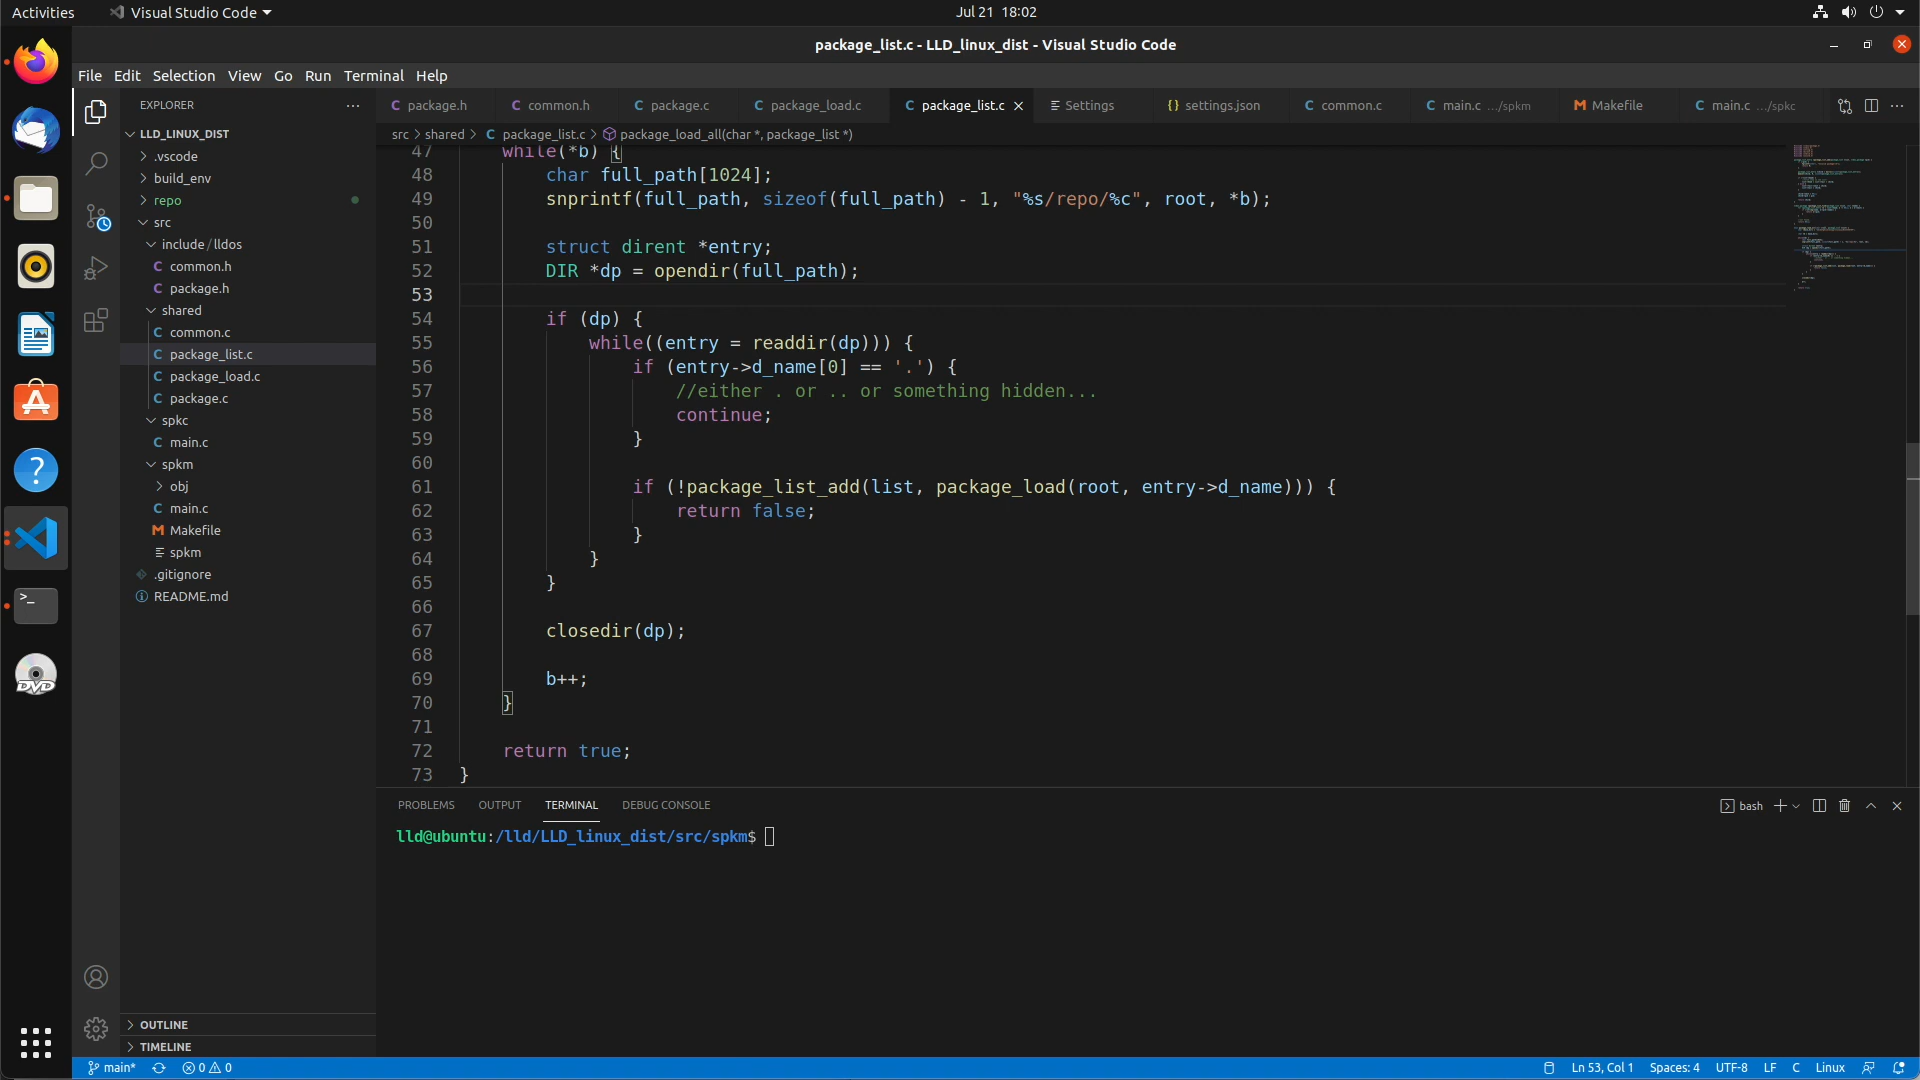 Activities
Visual Studio Code
Jul 21 18:02
package_list.c - LLD_linux_dist - Visual Studio Code
File Edit Selection View Go Run Terminal Help
EXPLORER
LLD_LINUX_DIST
.vscode
build_env
repo
src
include / lldos
C common.h
C package.h
shared
C common.c
C package_list.c
C package_load.c
C package.c
spkc
C main.c
spkm
obj
C main.c
M Makefile
spkm
.gitignore
README.md
OUTLINE
TIMELINE
C package.h C common.h C package.c C package_load.c C package_list.c Settings {} settings.json C common.c C main.c .../spkm M Makefile C main.c .../spkc
src > shared > C package_list.c > package_load_all(char *, package_list *)
47 while(*b) {
48 char full_path[1024];
49 snprintf(full_path, sizeof(full_path) - 1, "%s/repo/%c", root, *b);
50
51 struct dirent *entry;
52 DIR *dp = opendir(full_path);
53
54 if (dp) {
55 while((entry = readdir(dp))) {
56 if (entry->d_name[0] == '.') {
57 //either . or .. or something hidden...
58 continue;
59 }
60
61 if (!package_list_add(list, package_load(root, entry->d_name))) {
62 return false;
63 }
64 }
65 }
66
67 closedir(dp);
68
69 b++;
70 }
71
72 return true;
73 }
PROBLEMS OUTPUT TERMINAL DEBUG CONSOLE
bash
lld@ubuntu:/lld/LLD_linux_dist/src/spkm$
main* 0 0
Ln 53, Col 1 Spaces: 4 UTF-8 LF C Linux
DVD